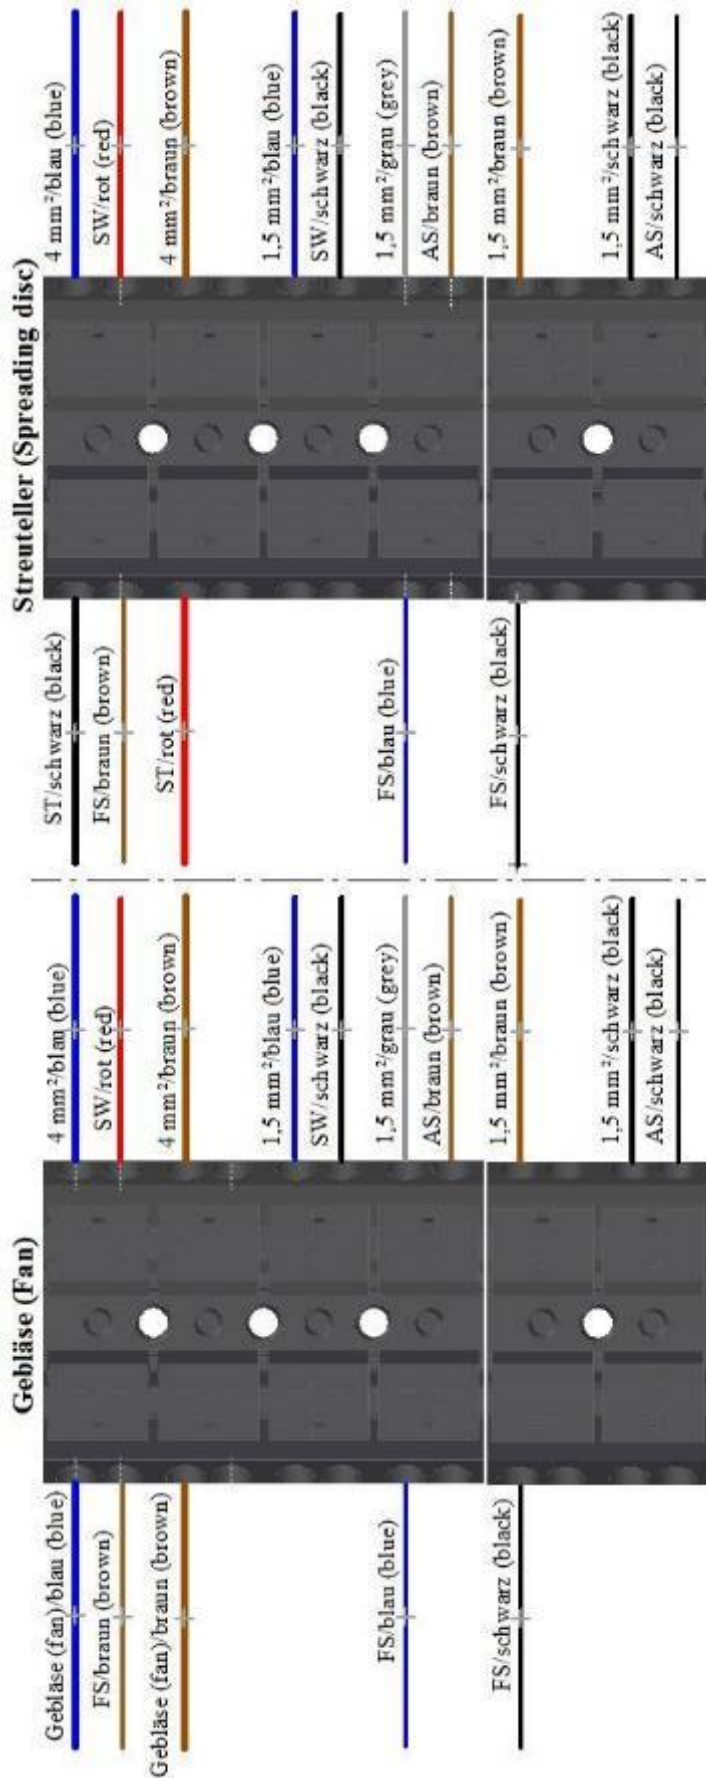 Gebläse (Fan)
Gebläse (fan)/blau (blue)
FS/braun (brown)
Gebläse (fan)/braun (brown)
FS/blau (blue)
FS/schwarz (black)
4 mm²/blau (blue)
SW/rot (red)
4 mm²/braun (brown)
1,5 mm²/blau (blue)
SW/schwarz (black)
1,5 mm²/grau (grey)
AS/braun (brown)
1,5 mm²/braun (brown)
1,5 mm²/schwarz (black)
AS/schwarz (black)
Streuteller (Spreading disc)
ST/schwarz (black)
FS/braun (brown)
ST/rot (red)
FS/blau (blue)
FS/schwarz (black)
4 mm²/blau (blue)
SW/rot (red)
4 mm²/braun (brown)
1,5 mm²/blau (blue)
SW/schwarz (black)
1,5 mm²/grau (grey)
AS/braun (brown)
1,5 mm²/braun (brown)
1,5 mm²/schwarz (black)
AS/schwarz (black)